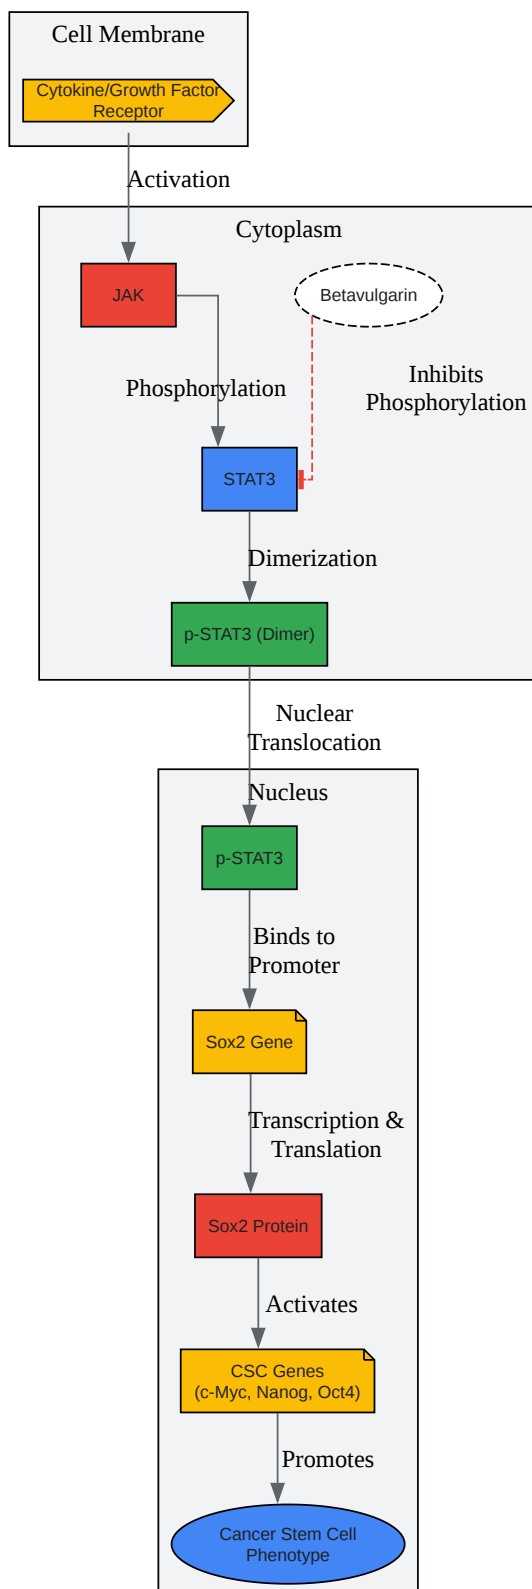 Cell Membrane
Cytokine/Growth Factor
Receptor
Activation
Cytoplasm
JAK
Betavulgarin
Phosphorylation
Inhibits
Phosphorylation
STAT3
Dimerization
p-STAT3 (Dimer)
Nuclear
Translocation
Nucleus
p-STAT3
Binds to
Promoter
Sox2 Gene
Transcription &
Translation
Sox2 Protein
Activates
CSC Genes
(c-Myc, Nanog, Oct4)
Promotes
Cancer Stem Cell
Phenotype